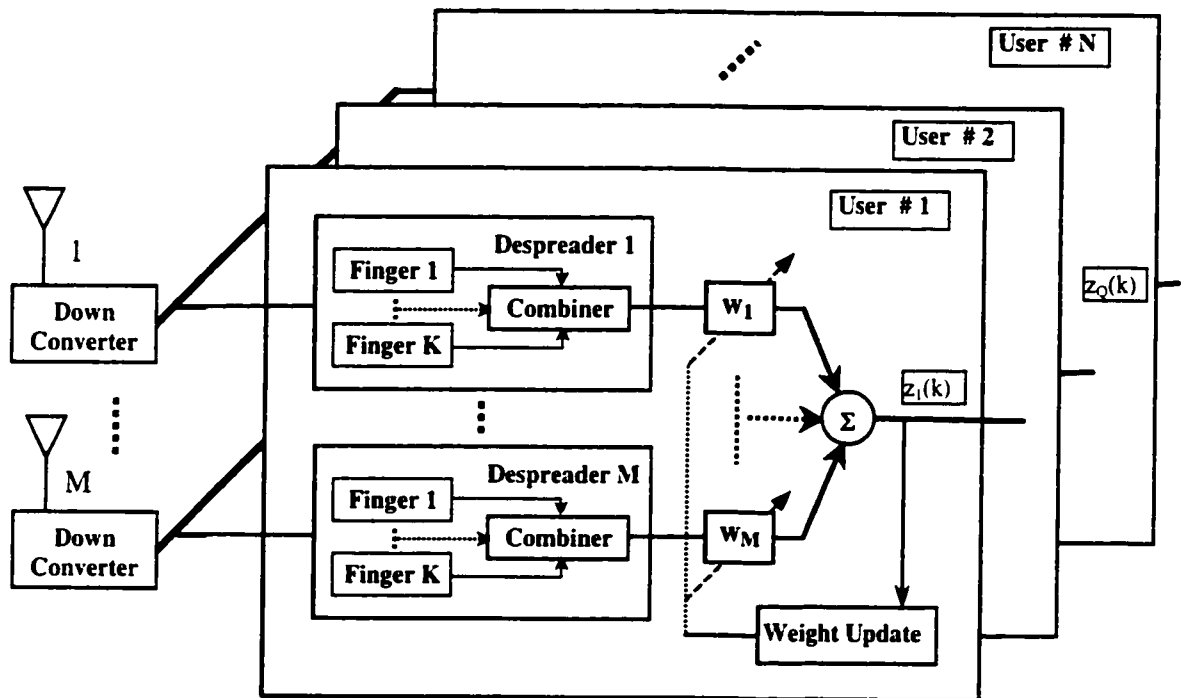 User # N
User # 2
User # 1
1
Down
Converter
Despreader 1
Finger 1
Combiner
Finger K
W1
zQ(k)
z1(k)
Σ
M
Down
Converter
Despreader M
Finger 1
Combiner
Finger K
WM
Weight Update